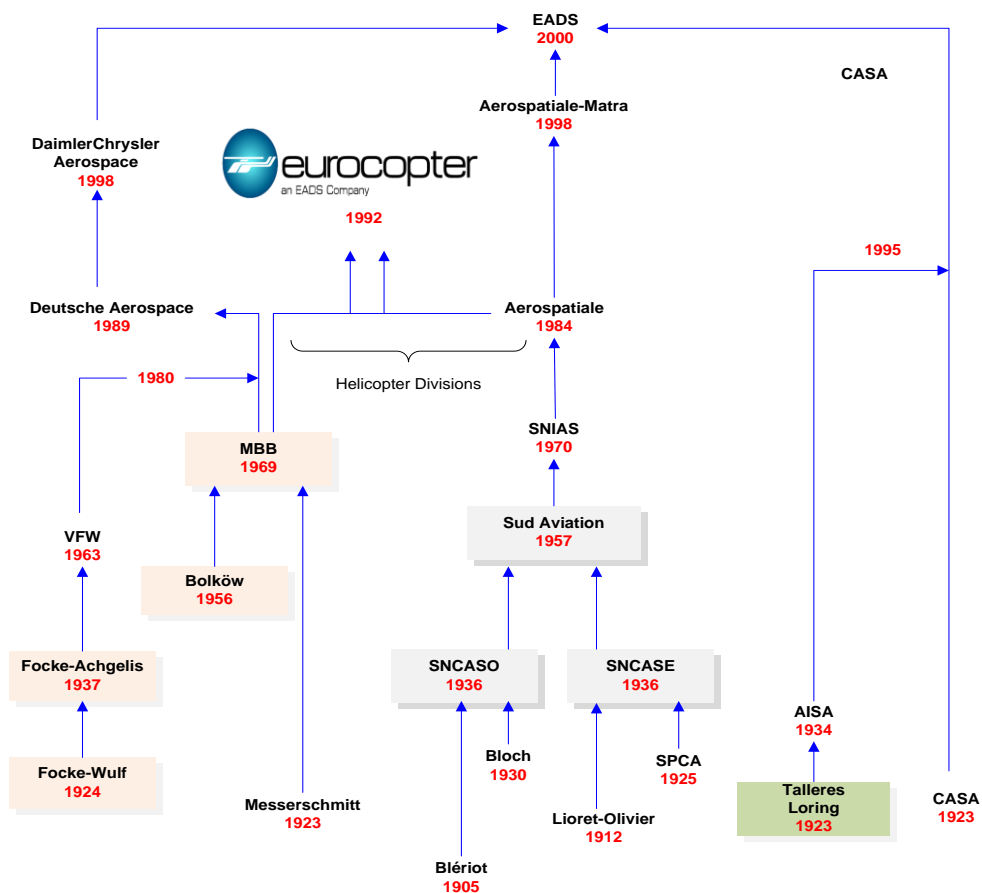 EADS
2000
CASA
Aerospatiale-Matra
1998
DaimlerChrysler
Aerospace
1998
eurocopter
an EADS Company
1992
1995
Deutsche Aerospace
1989
Aerospatiale
1984
1980
Helicopter Divisions
SNIAS
1970
MBB
1969
Sud Aviation
1957
VFW
1963
Bolköw
1956
Focke-Achgelis
1937
SNCASO
1936
SNCASE
1936
AISA
1934
Bloch
1930
SPCA
1925
Focke-Wulf
1924
Messerschmitt
1923
Lioret-Olivier
1912
Talleres
Loring
1923
CASA
1923
Blériot
1905